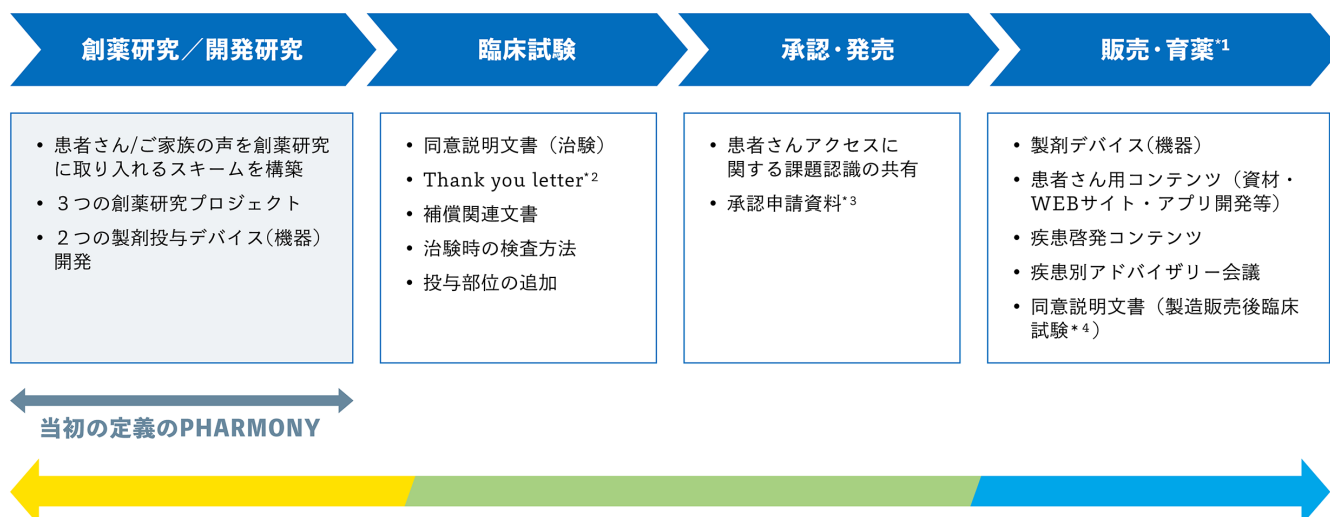 創薬研究／開発研究
臨床試験
承認・発売
販売・育薬*1
• 患者さん/ご家族の声を創薬研究
に取り入れるスキームを構築
• ３つの創薬研究プロジェクト
• ２つの製剤投与デバイス(機器)
開発
• 同意説明文書（治験）
• Thank you letter*2
• 補償関連文書
• 治験時の検査方法
• 投与部位の追加
• 患者さんアクセスに
関する課題認識の共有
• 承認申請資料*3
• 製剤デバイス(機器)
• 患者さん用コンテンツ（資材・
WEBサイト・アプリ開発等）
• 疾患啓発コンテンツ
• 疾患別アドバイザリー会議
• 同意説明文書（製造販売後臨床
試験*4）
当初の定義のPHARMONY